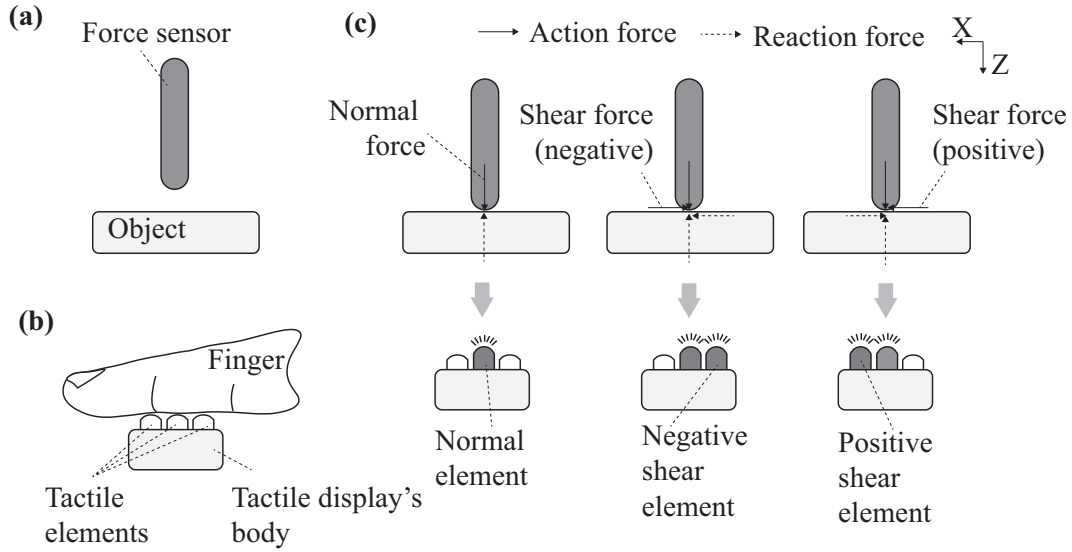 (a)
Force sensor
Object
(b)
Finger
Tactile
elements
Tactile display’s
body
(c)
Action force
Reaction force
X
Z
Normal
force
Shear force
(negative)
Shear force
(positive)
Normal
element
Negative
shear
element
Positive
shear
element